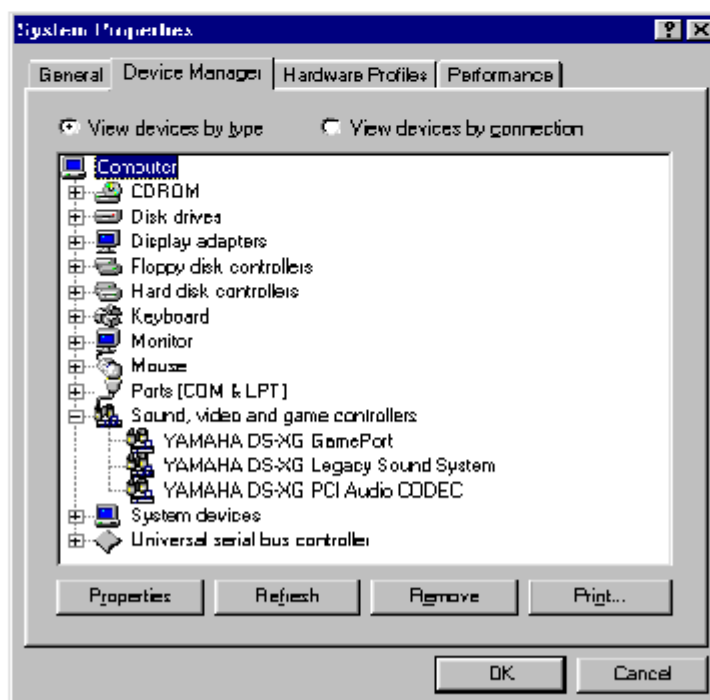 System Properties
General Device Manager Hardware Profiles Performance
View devices by type View devices by connection
Computer
CDROM
Disk drives
Display adapters
Floppy disk controllers
Hard disk controllers
Keyboard
Monitor
Mouse
Ports (COM & LPT)
Sound, video and game controllers
YAMAHA DS-XG GamePort
YAMAHA DS-XG Legacy Sound System
YAMAHA DS-XG PCI Audio CODEC
System devices
Universal serial bus controller
Properties Refresh Remove Print...
OK Cancel